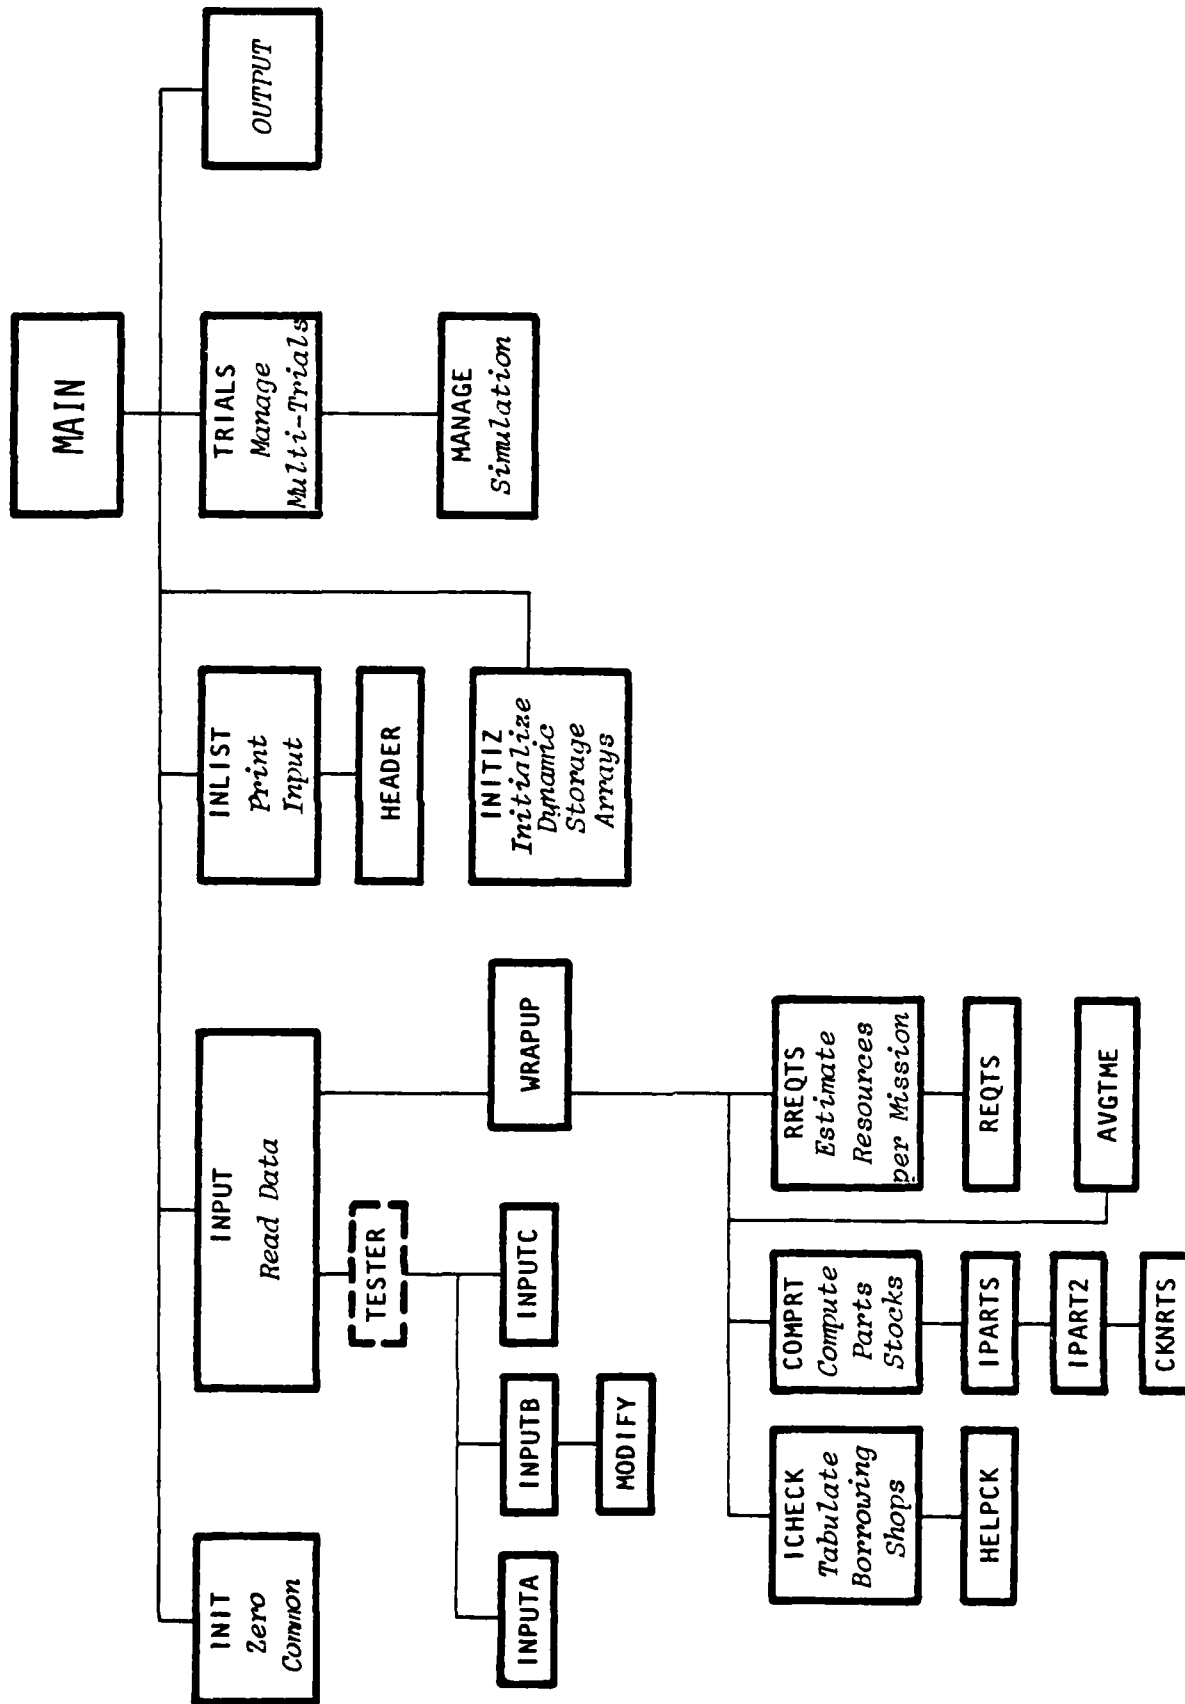 MAIN
INIT
Zero
Common
INPUT
Read Data
INLIST
Print
Input
TRIALS
Manage
Multi-Trials
OUTPUT
TESTER
HEADER
MANAGE
Simulation
INPUTA
INPUTB
INPUTC
WRAPUP
INITIZ
Initialize
Dynamic
Storage
Arrays
MODIFY
ICHECK
Tabulate
Borrowing
Shops
COMPRT
Compute
Parts
Stocks
RREQTS
Estimate
Resources
per Mission
HELPCK
IPARTS
REQTS
IPART2
AVGTME
CKNRTS